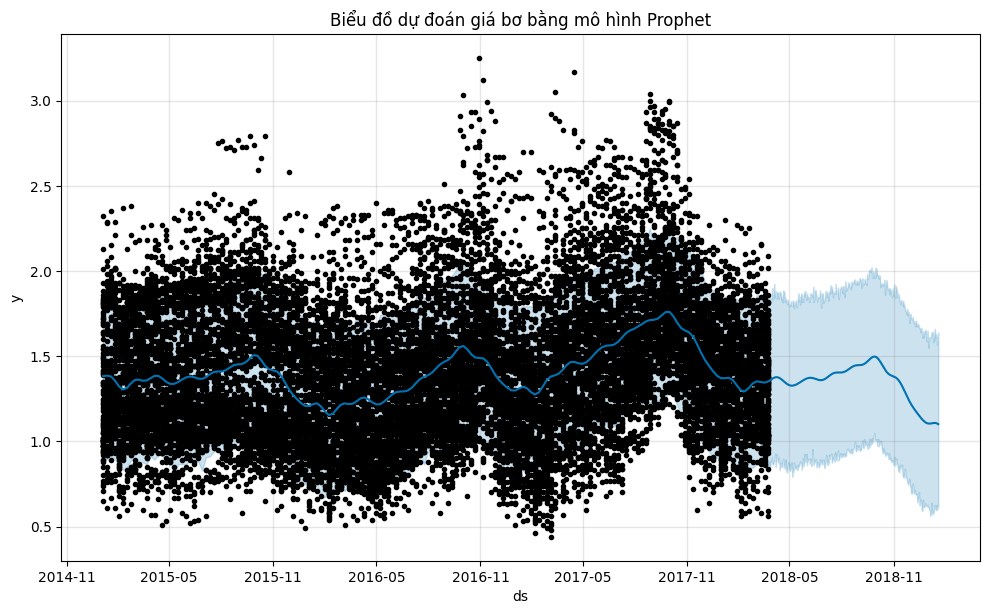 Biểu đồ dự đoán giá bơ bằng mô hình Prophet
y
3.0
2.5
2.0
1.5
1.0
0.5
2014-11 2015-05 2015-11 2016-05 2016-11 2017-05 2017-11 2018-05 2018-11
ds